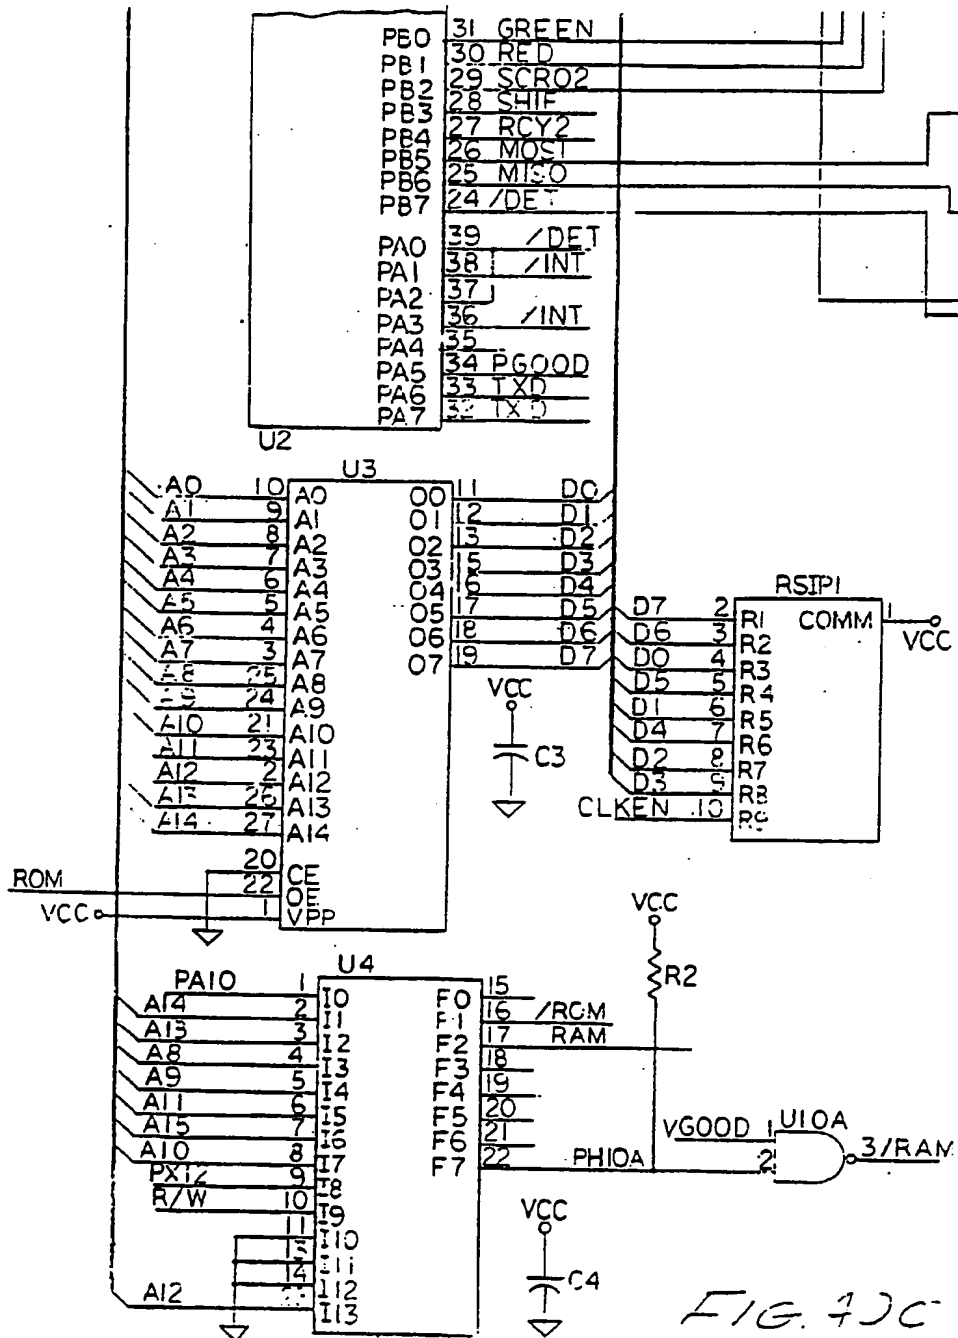 PB0 31 GREEN
PB1 30 RED
PB2 29 SCRO2
PB3 28 SHIF
PB4 27 RCY2
PB5 26 MOSI
PB6 25 MISO
PB7 24 /DET
PA0 39 /DET
PA1 38 /INT
PA2 37
PA3 36 /INT
PA4 35
PA5 34 PGOOD
PA6 33 TXD
PA7 32 TXD
U2
U3
A0 10 A0 O0 11 D0
A1 9 A1 O1 12 D1
A2 8 A2 O2 13 D2
A3 7 A3 O3 15 D3
A4 6 A4 O4 16 D4
A5 5 A5 O5 17 D5
A6 4 A6 O6 18 D6
A7 3 A7 O7 19 D7
A8 25 A8
A9 24 A9
A10 21 A10
A11 23 A11
A12 2 A12
A13 26 A13
A14 27 A14
20 CE
ROM 22 OE
VCC 1 VPP
VCC
C3
RSIP1
D7 2 R1 COMM 1 VCC
D6 3 R2
D0 4 R3
D5 5 R4
D1 6 R5
D4 7 R6
D2 8 R7
D3 9 R8
CLKEN 10 R9
VCC
R2
U4
PA10 1 I0 F0 15
A14 2 I1 F1 16 /ROM
A13 3 I2 F2 17 RAM
A8 4 I3 F3 18
A9 5 I4 F4 19
A11 6 I5 F5 20
A15 7 I6 F6 21
A10 8 I7 F7 22 PH10A
PX12 9 I8
R/W 10 I9
11 I10
I11
14 I12
A12 I13
VGOOD 1 U10A
2
3 /RAM
VCC
C4